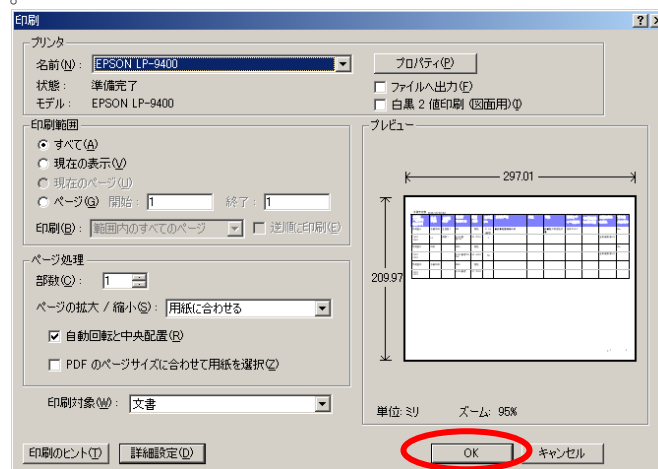 。
印刷
プリンタ
名前(N): EPSON LP-9400 プロパティ(P)
状態: 準備完了 ファイルへ出力(F)
モデル: EPSON LP-9400 白黒 2 値印刷 (図面用)(I)
印刷範囲 プレビュー
すべて(A)
現在の表示(V)
現在のページ(U)
ページ(G) 開始: 1 終了: 1
印刷(B): 範囲内のすべてのページ 逆順に印刷(E)
297.01
209.97
ページ処理
部数(C): 1
ページの拡大 / 縮小(S): 用紙に合わせる
自動回転と中央配置(R)
PDF のページサイズに合わせて用紙を選択(Z)
印刷対象(W): 文書
単位: ミリ ズーム: 95%
印刷のヒント(T) 詳細設定(D) OK キャンセル